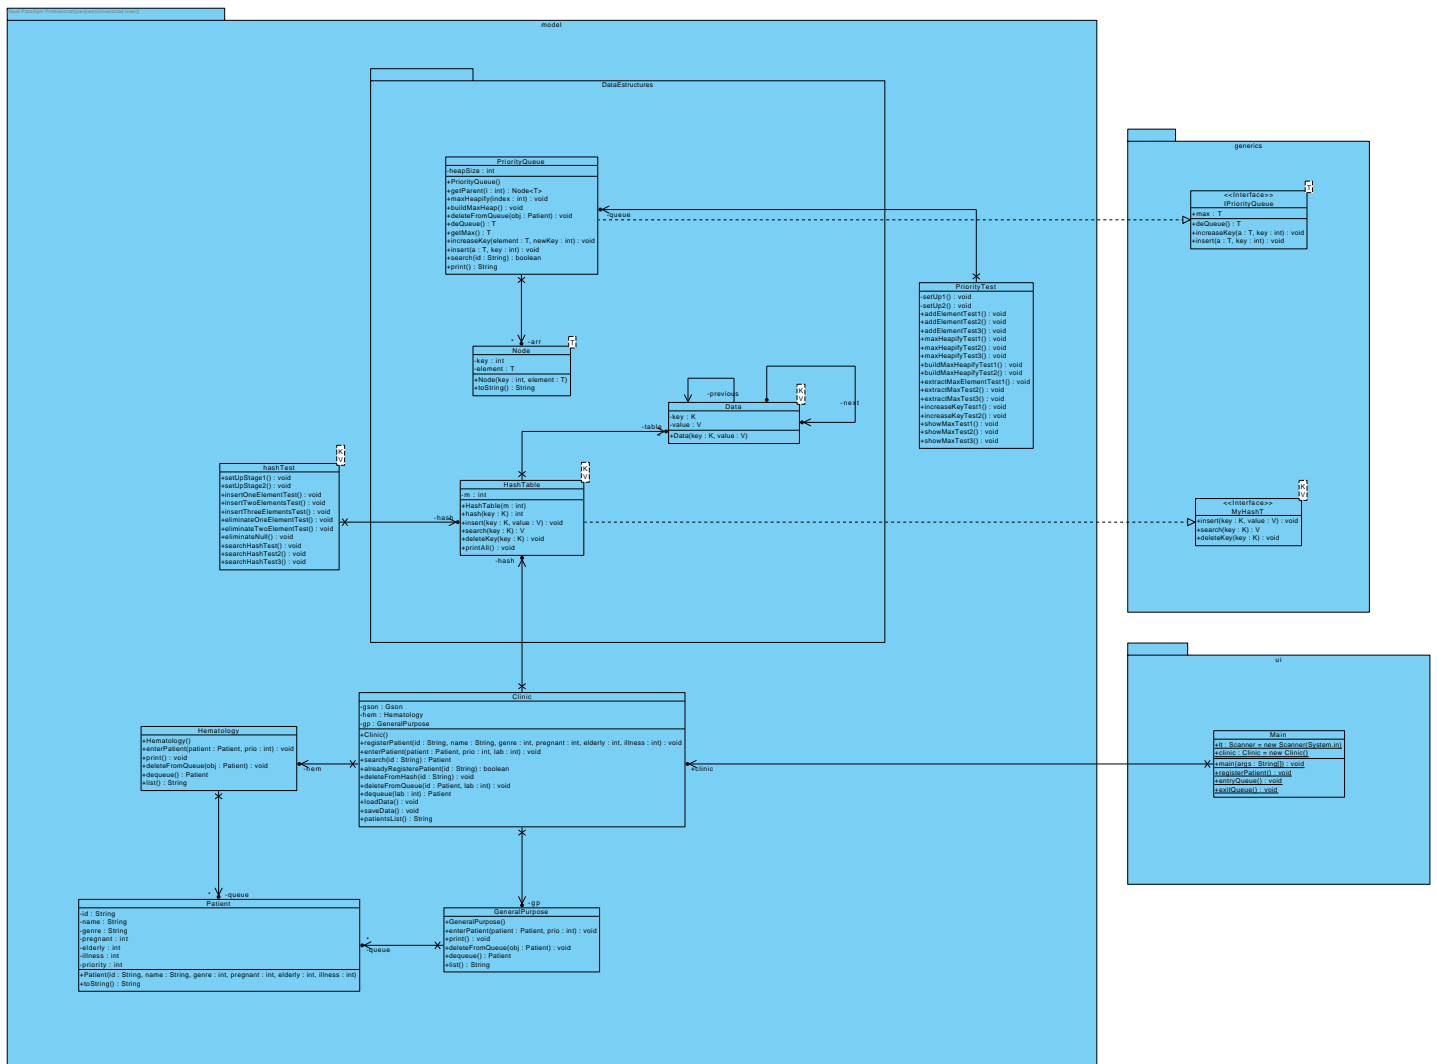 model
DataEstructures
PriorityQueue
-heapSize : int
+PriorityQueue()
+getParent(i : int) : Node<T>
+maxHeapify(index : int) : void
+buildMaxHeap() : void
+deleteFromQueue(obj : Patient) : void
+deQueue() : T
+getMax() : T
+increaseKey(element : T, newKey : int) : void
+insert(a : T, key : int) : void
+search(id : String) : boolean
+print() : String
-queue
* -arr
Node
T
-key : int
-element : T
+Node(key : int, element : T)
+toString() : String
-previous
-next
Data
K
V
-key : K
-value : V
+Data(key : K, value : V)
-table
*
HashTable
K
V
-m : int
+HashTable(m : int)
+hash(key : K) : int
+insert(key : K, value : V) : void
+search(key : K) : V
+deleteKey(key : K) : void
+printAll() : void
-hash
-hash
hashTest
K
V
+setUpStage1() : void
+setUpStage2() : void
+insertOneElementTest() : void
+insertTwoElementsTest() : void
+insertThreeElementsTest() : void
+eliminateOneElementTest() : void
+eliminateTwoElementTest() : void
+eliminateNull() : void
+searchHashTest() : void
+searchHashTest2() : void
+searchHashTest3() : void
PriorityTest
-setUp1() : void
-setUp2() : void
+addElementTest1() : void
+addElementTest2() : void
+addElementTest3() : void
+maxHeapifyTest1() : void
+maxHeapifyTest2() : void
+maxHeapifyTest3() : void
+buildMaxHeapifyTest1() : void
+buildMaxHeapifyTest2() : void
+extractMaxElementTest1() : void
+extractMaxTest2() : void
+extractMaxTest3() : void
+increaseKeyTest1() : void
+increaseKeyTest2() : void
+showMaxTest1() : void
+showMaxTest2() : void
+showMaxTest3() : void
generics
T
<<Interface>>
IPriorityQueue
+max : T
+deQueue() : T
+increaseKey(a : T, key : int) : void
+insert(a : T, key : int) : void
K
V
<<Interface>>
MyHashT
+insert(key : K, value : V) : void
+search(key : K) : V
+deleteKey(key : K) : void
ui
Main
+lt : Scanner = new Scanner(System.in)
+clinic : Clinic = new Clinic()
+main(args : String[]) : void
+registerPatient() : void
+entryQueue() : void
+exitQueue() : void
+clinic
Clinic
-gson : Gson
-hem : Hematology
-gp : GeneralPurpose
+Clinic()
+registerPatient(id : String, name : String, genre : int, pregnant : int, elderly : int, illness : int) : void
+enterPatient(patient : Patient, prio : int, lab : int) : void
+search(id : String) : Patient
+alreadyRegisterePatient(id : String) : boolean
+deleteFromHash(id : String) : void
+deleteFromQueue(id : Patient, lab : int) : void
+dequeue(lab : int) : Patient
+loadData() : void
+saveData() : void
+patientsList() : String
-hem
Hematology
+Hematology()
+enterPatient(patient : Patient, prio : int) : void
+print() : void
+deleteFromQueue(obj : Patient) : void
+dequeue() : Patient
+list() : String
* -queue
Patient
-id : String
-name : String
-genre : String
-pregnant : int
-elderly : int
-illness : int
-priority : int
+Patient(id : String, name : String, genre : int, pregnant : int, elderly : int, illness : int)
+toString() : String
*
-queue
-gp
GeneralPurpose
+GeneralPurpose()
+enterPatient(patient : Patient, prio : int) : void
+print() : void
+deleteFromQueue(obj : Patient) : void
+dequeue() : Patient
+list() : String